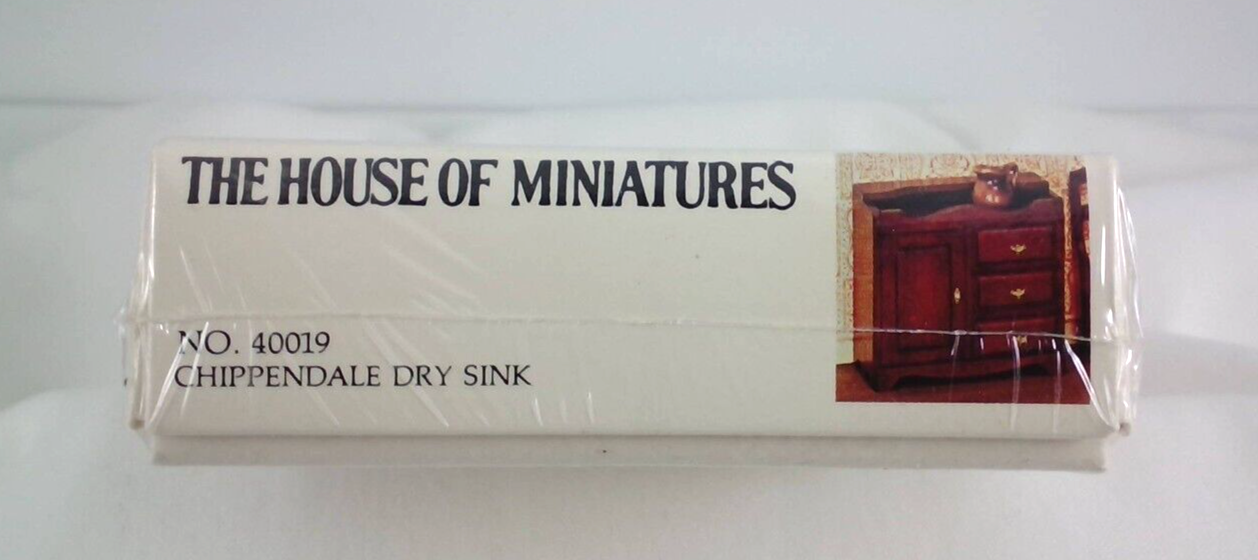 THE HOUSE OF MINIATURES
NO. 40019
CHIPPENDALE DRY SINK